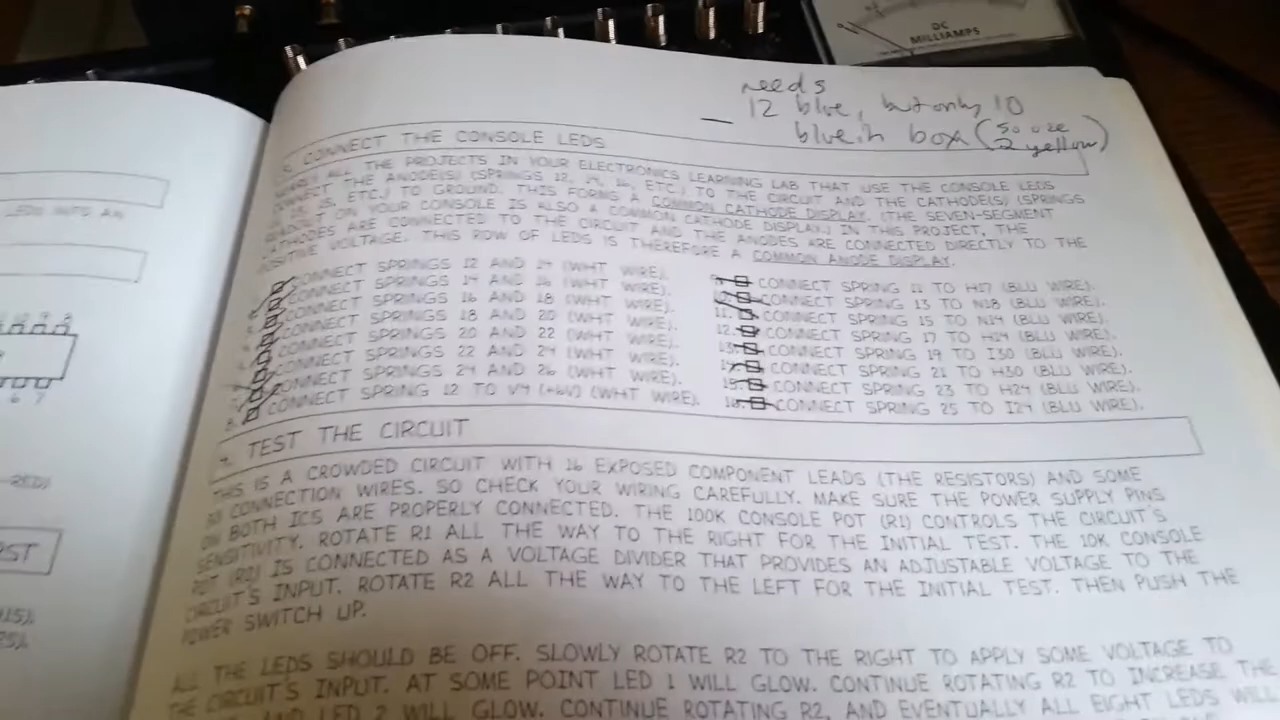 DC
MILLIAMPS
needs
12 blue, but only 10
blue in box (so use
2 yellow)
CONNECT THE CONSOLE LEDS
ALL THE PROJECTS IN YOUR ELECTRONICS LEARNING LAB THAT USE THE CONSOLE LEDS
THE ANODE(S) (SPRINGS 12, 14, 16, ETC.) TO THE CIRCUIT AND THE CATHODE(S) (SPRINGS
ETC.) TO GROUND. THIS FORMS A COMMON CATHODE DISPLAY. (THE SEVEN-SEGMENT
ON YOUR CONSOLE IS ALSO A COMMON CATHODE DISPLAY.) IN THIS PROJECT, THE
CATHODES ARE CONNECTED TO THE CIRCUIT AND THE ANODES ARE CONNECTED DIRECTLY TO THE
POSITIVE VOLTAGE. THIS ROW OF LEDS IS THEREFORE A COMMON ANODE DISPLAY.
CONNECT SPRINGS 12 AND 14 (WHT WIRE).
CONNECT SPRINGS 14 AND 16 (WHT WIRE).
CONNECT SPRINGS 16 AND 18 (WHT WIRE).
CONNECT SPRINGS 18 AND 20 (WHT WIRE).
CONNECT SPRINGS 20 AND 22 (WHT WIRE).
CONNECT SPRINGS 22 AND 24 (WHT WIRE).
CONNECT SPRINGS 24 AND 26 (WHT WIRE).
CONNECT SPRING 12 TO V4 (+6V) (WHT WIRE).
CONNECT SPRING 11 TO H17 (BLU WIRE).
CONNECT SPRING 13 TO N18 (BLU WIRE).
11. CONNECT SPRING 15 TO N14 (BLU WIRE).
12. CONNECT SPRING 17 TO H14 (BLU WIRE).
13. CONNECT SPRING 19 TO I30 (BLU WIRE).
14. CONNECT SPRING 21 TO H30 (BLU WIRE).
15. CONNECT SPRING 23 TO H24 (BLU WIRE).
16. CONNECT SPRING 25 TO I24 (BLU WIRE).
4. TEST THE CIRCUIT
THIS IS A CROWDED CIRCUIT WITH 16 EXPOSED COMPONENT LEADS (THE RESISTORS) AND SOME
CONNECTION WIRES. SO CHECK YOUR WIRING CAREFULLY. MAKE SURE THE POWER SUPPLY PINS
ON BOTH ICS ARE PROPERLY CONNECTED. THE 100K CONSOLE POT (R1) CONTROLS THE CIRCUIT'S
SENSITIVITY. ROTATE R1 ALL THE WAY TO THE RIGHT FOR THE INITIAL TEST. THE 10K CONSOLE
POT (R2) IS CONNECTED AS A VOLTAGE DIVIDER THAT PROVIDES AN ADJUSTABLE VOLTAGE TO THE
CIRCUIT'S INPUT. ROTATE R2 ALL THE WAY TO THE LEFT FOR THE INITIAL TEST. THEN PUSH THE
POWER SWITCH UP.
ALL THE LEDS SHOULD BE OFF. SLOWLY ROTATE R2 TO THE RIGHT TO APPLY SOME VOLTAGE TO
THE CIRCUIT'S INPUT. AT SOME POINT LED 1 WILL GLOW. CONTINUE ROTATING R2 TO INCREASE THE
AND LED 2 WILL GLOW. CONTINUE ROTATING R2, AND EVENTUALLY ALL EIGHT LEDS WILL